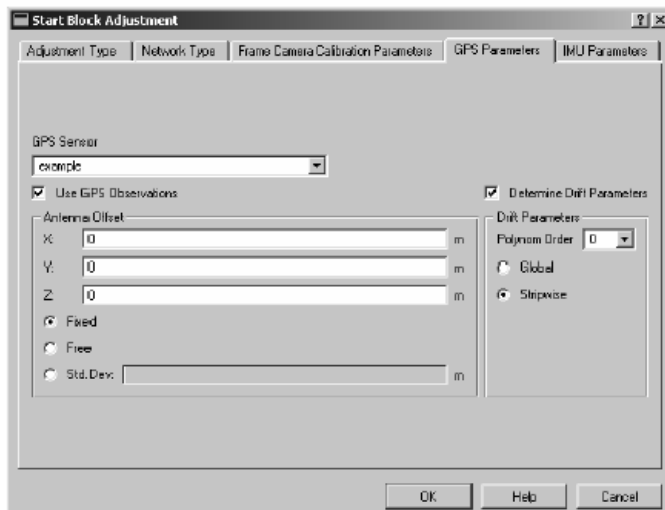 Start Block Adjustment
Adjustment Type Network Type Frame Camera Calibration Parameters GPS Parameters IMU Parameters
GPS Sensor
example
Use GPS Observations Determine Drift Parameters
Antenna Offset Drift Parameters
X: 0 m Polynom Order 0
Y: 0 m Global
Z: 0 m Stripwise
Fixed
Free
Std. Dev: m
OK Help Cancel